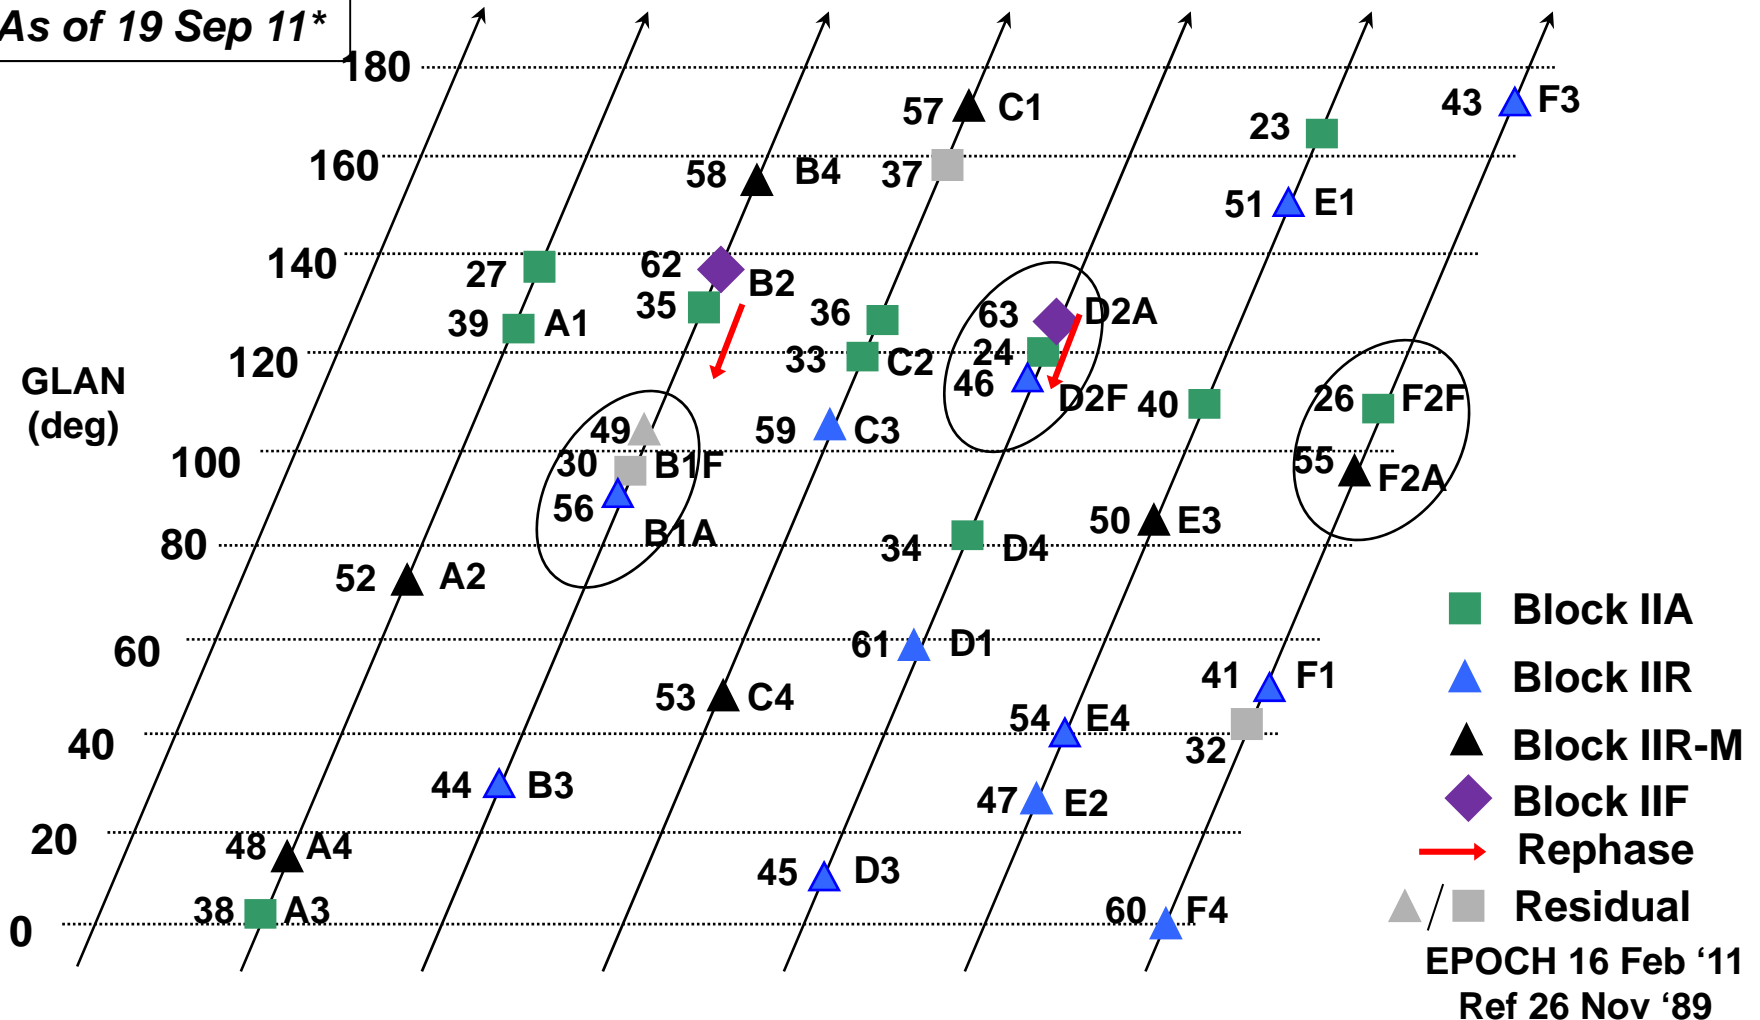 As of 19 Sep 11*
180
57 C1
43 F3
23
160
58 B4
37
51 E1
140
27
62 B2
35
36
63 D2A
39 A1
120
33 C2
24
46 D2F
40
26 F2F
GLAN
(deg)
49
59 C3
100
30 B1F
55 F2A
56
B1A
50 E3
80
34 D4
52 A2
60
61 D1
41 F1
53 C4
54 E4
40
32
44 B3
47 E2
20
48 A4
45 D3
38 A3
60 F4
0
Block IIA
Block IIR
Block IIR-M
Block IIF
Rephase
/ Residual
EPOCH 16 Feb ‘11
Ref 26 Nov ‘89